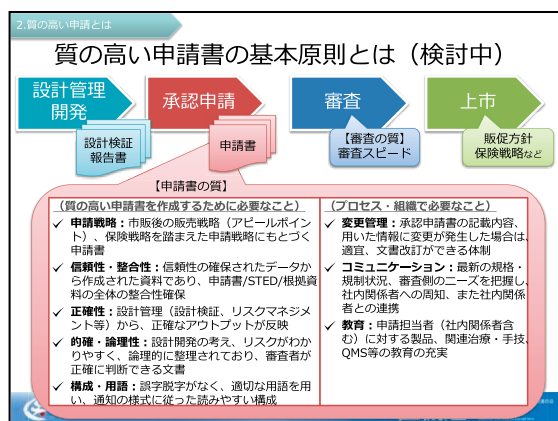 2.質の高い申請とは
質の高い申請書の基本原則とは（検討中）
設計管理
開発
承認申請
審査
上市
設計検証
報告書
申請書
【審査の質】
審査スピード
販促方針
保険戦略など
【申請書の質】
（質の高い申請書を作成するために必要なこと）
✓ 申請戦略：市販後の販売戦略（アピールポイ
ント）、保険戦略を踏まえた申請戦略にもとづく
申請書
✓ 信頼性・整合性：信頼性の確保されたデータか
ら作成された資料であり、申請書/STED/根拠資
料の全体の整合性確保
✓ 正確性：設計管理（設計検証、リスクマネジメ
ント等）から、正確なアウトプットが反映
✓ 的確・論理性：設計開発の考え、リスクがわか
りやすく、論理的に整理されており、審査者が
正確に判断できる文書
✓ 構成・用語：誤字脱字がなく、適切な用語を用
い、通知の様式に従った読みやすい構成
（プロセス・組織で必要なこと）
✓ 変更管理：承認申請書の記載内容、
用いた情報に変更が発生した場合は、
適宜、文書改訂ができる体制
✓ コミュニケーション：最新の規格・
規制状況、審査側のニーズを把握し、
社内関係者への周知、また社内関係
者との連携
✓ 教育：申請担当者（社内関係者含
む）に対する製品、関連治療・手技、
QMS等の教育の充実